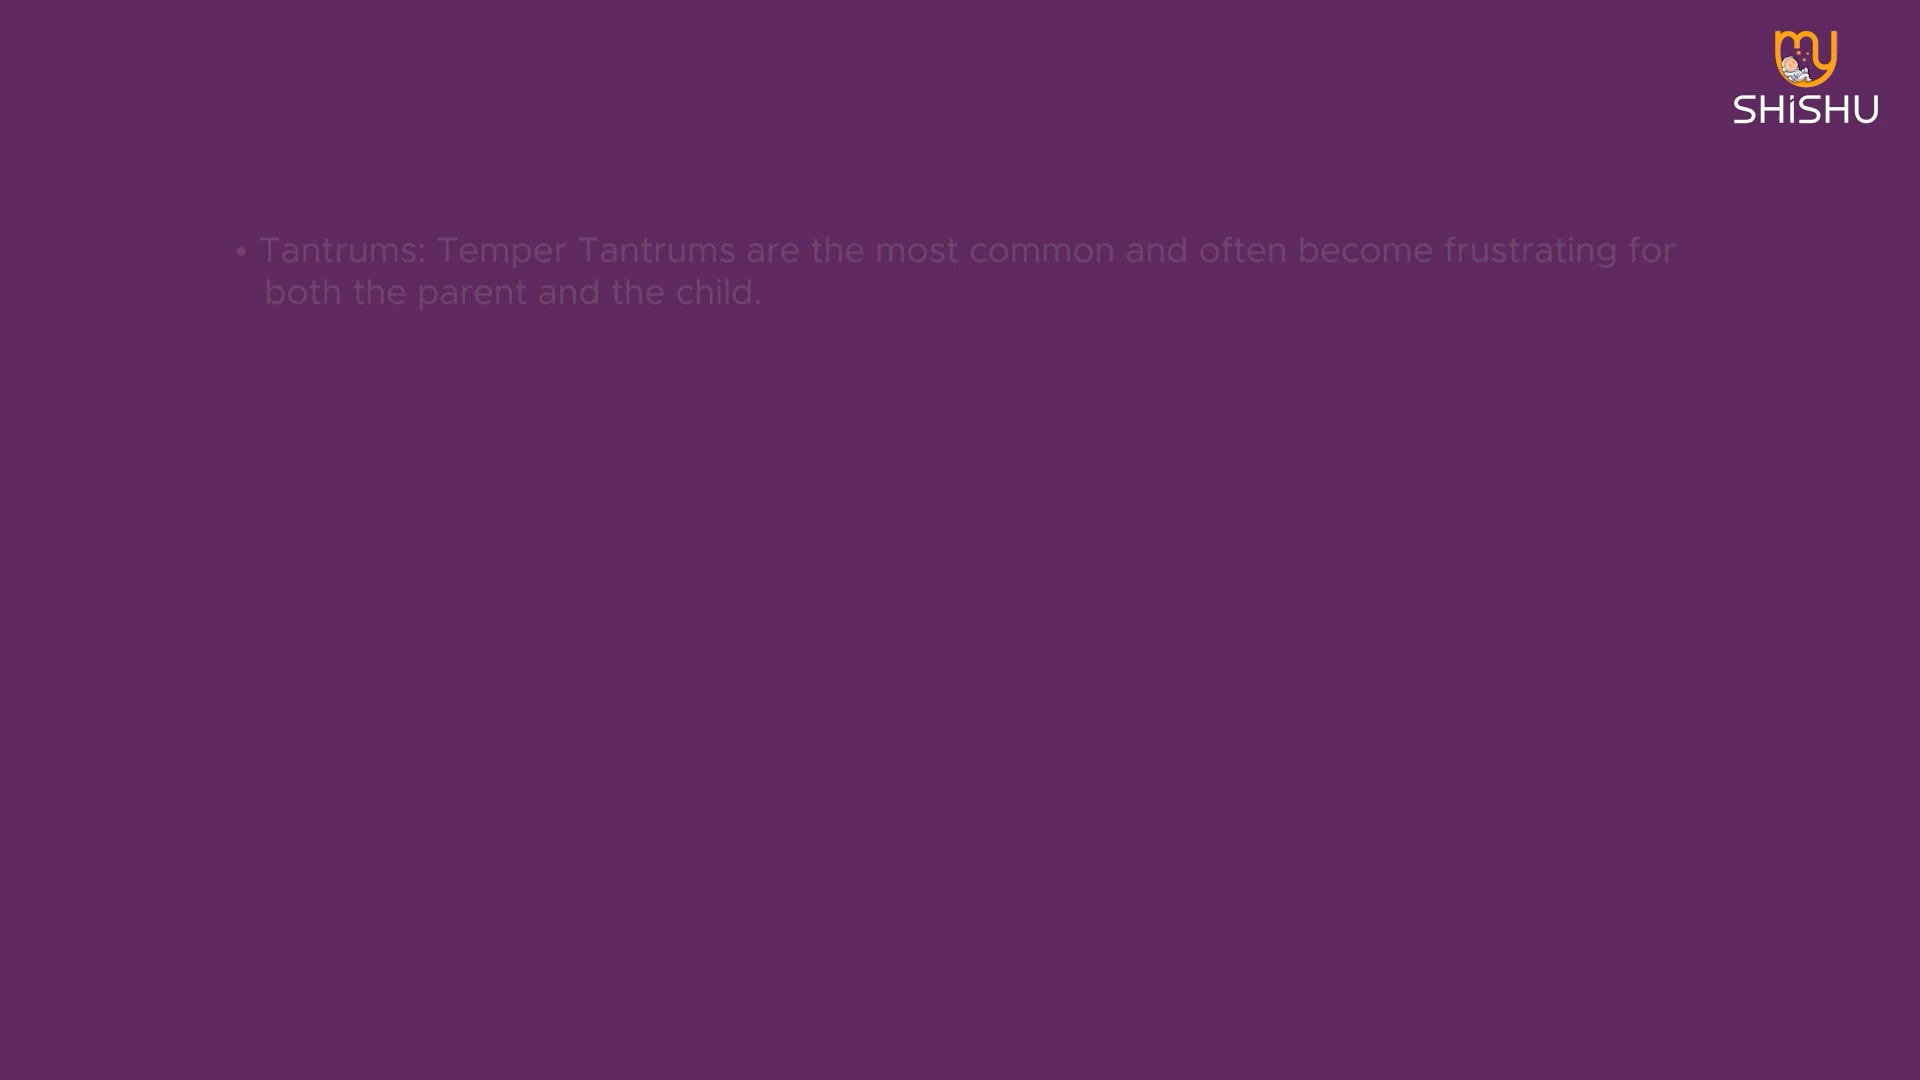 my
SHiSHU
• Tantrums: Temper Tantrums are the most common and often become frustrating for
both the parent and the child.